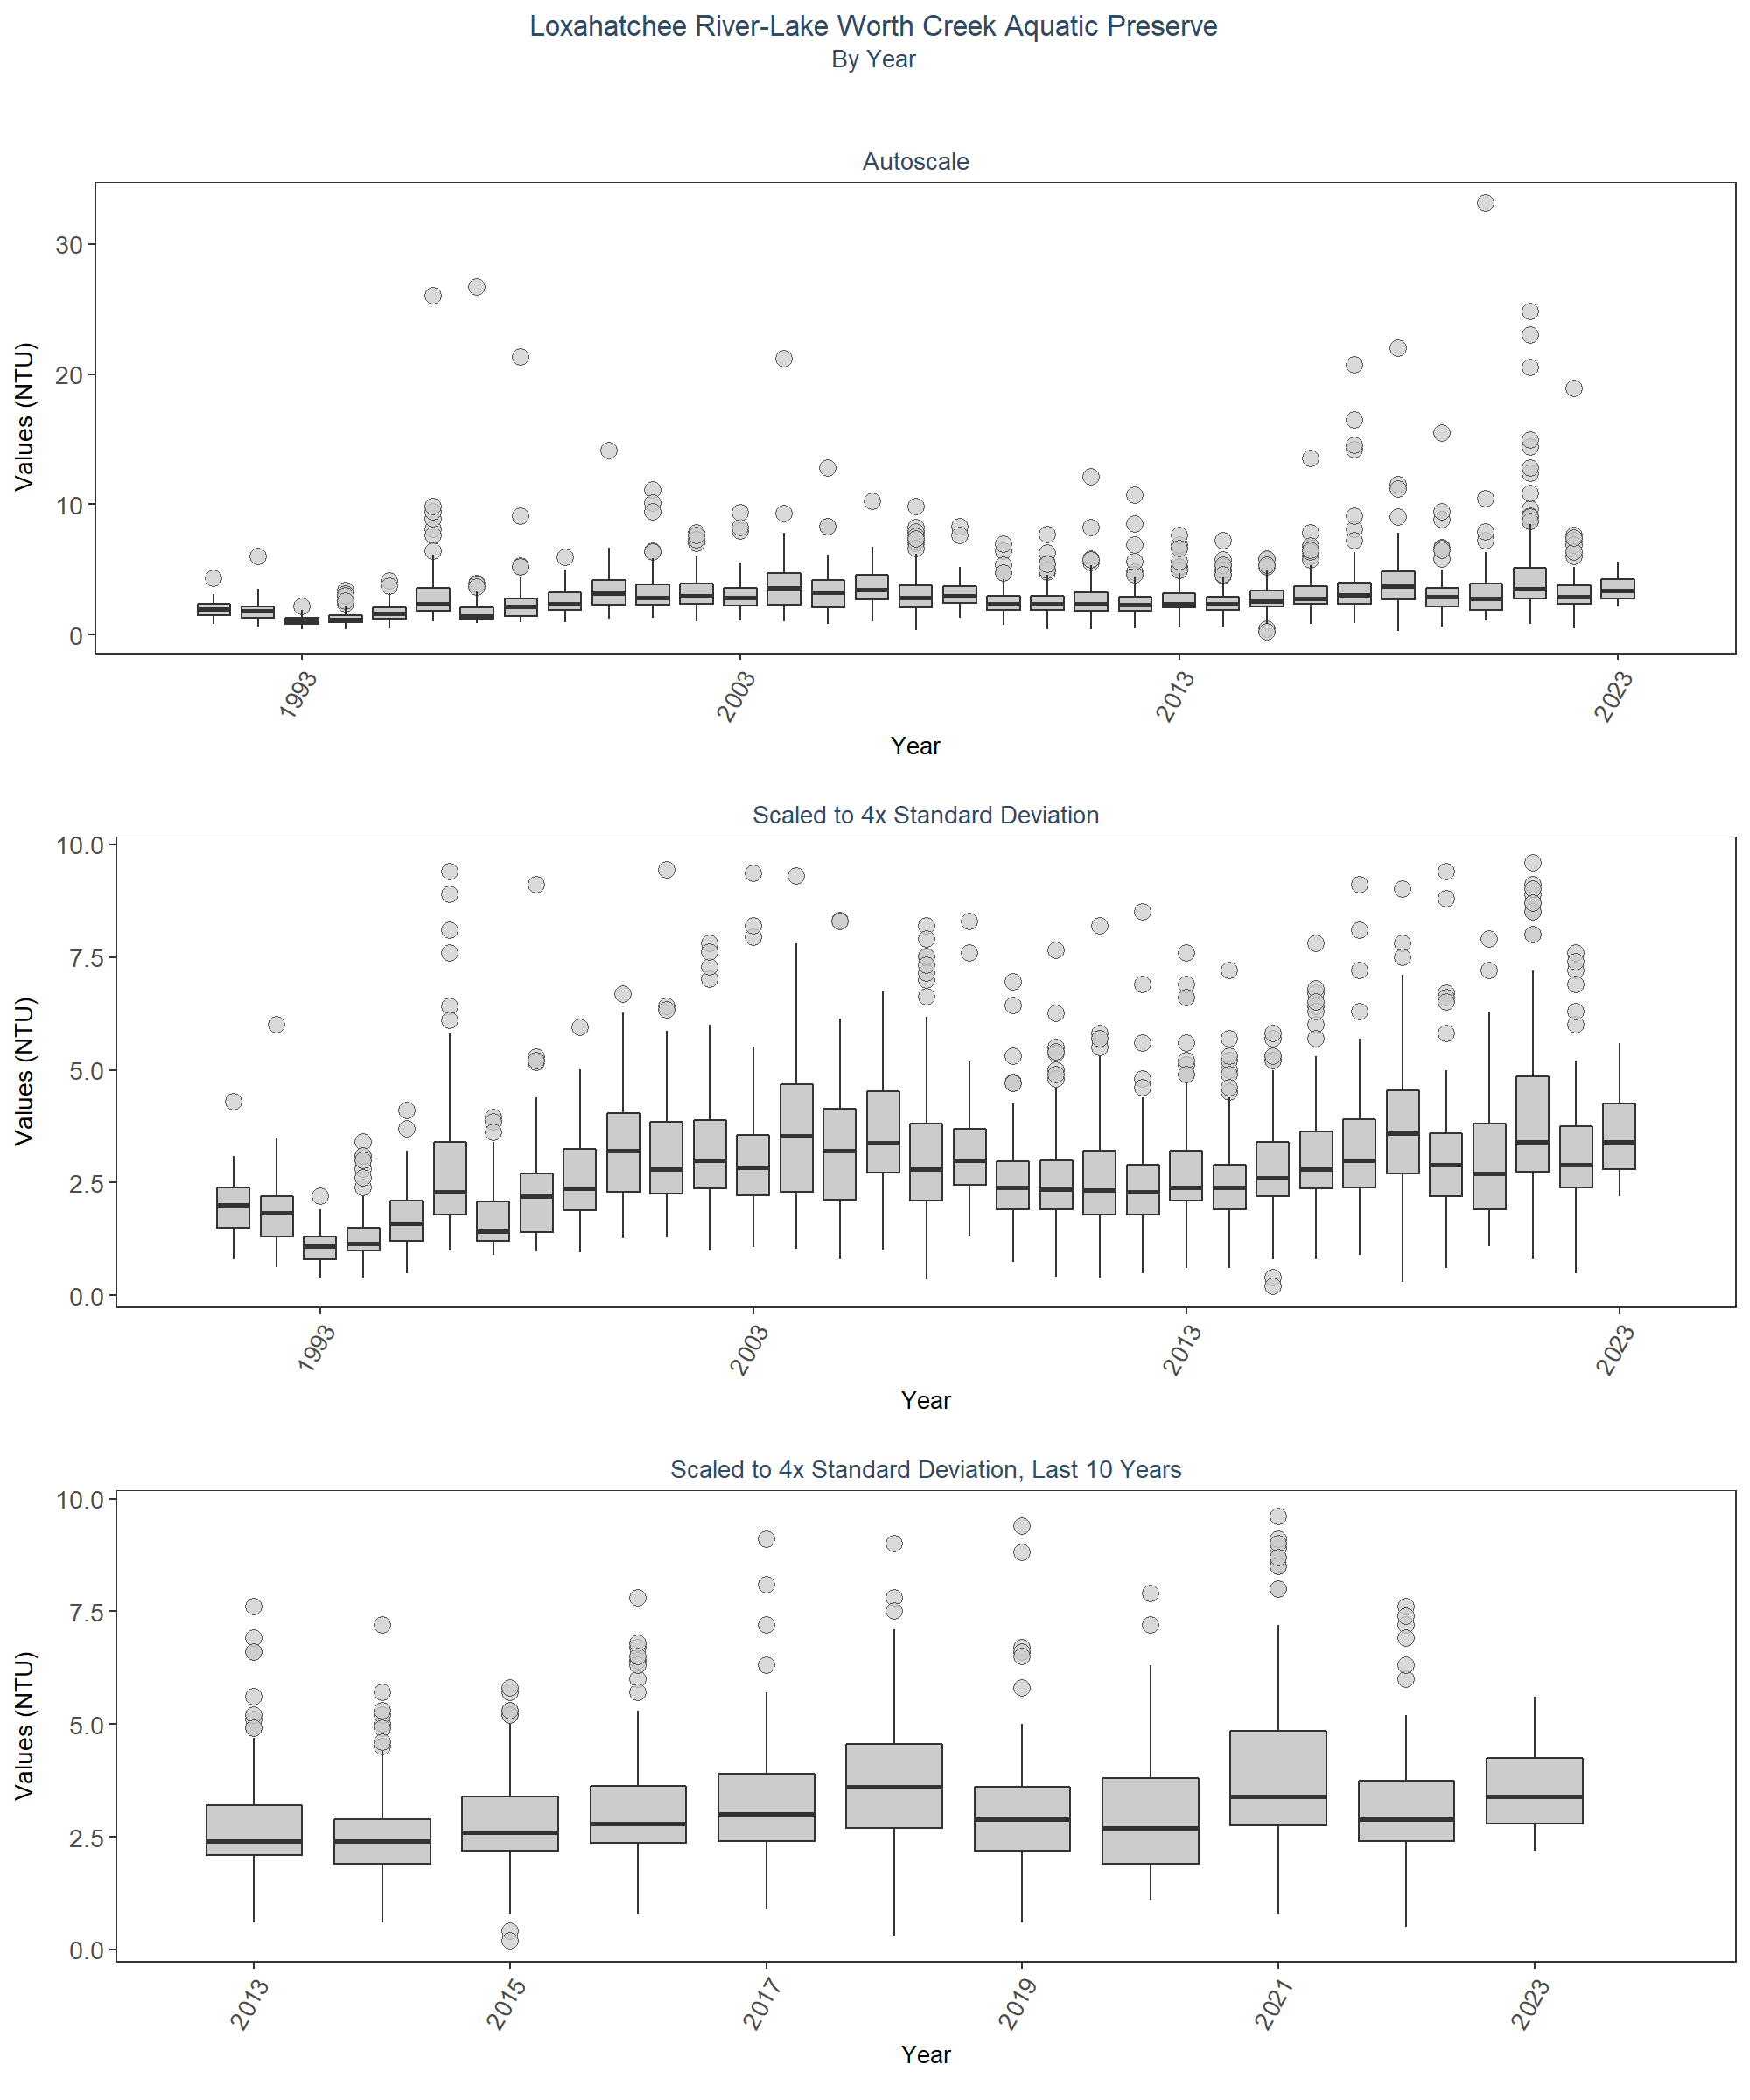 Loxahatchee River-Lake Worth Creek Aquatic Preserve
By Year
Autoscale
Values (NTU)
30
20
10
0
1993
2003
2013
2023
Year
Scaled to 4x Standard Deviation
Values (NTU)
10.0
7.5
5.0
2.5
0.0
1993
2003
2013
2023
Year
Scaled to 4x Standard Deviation, Last 10 Years
Values (NTU)
10.0
7.5
5.0
2.5
0.0
2013
2015
2017
2019
2021
2023
Year